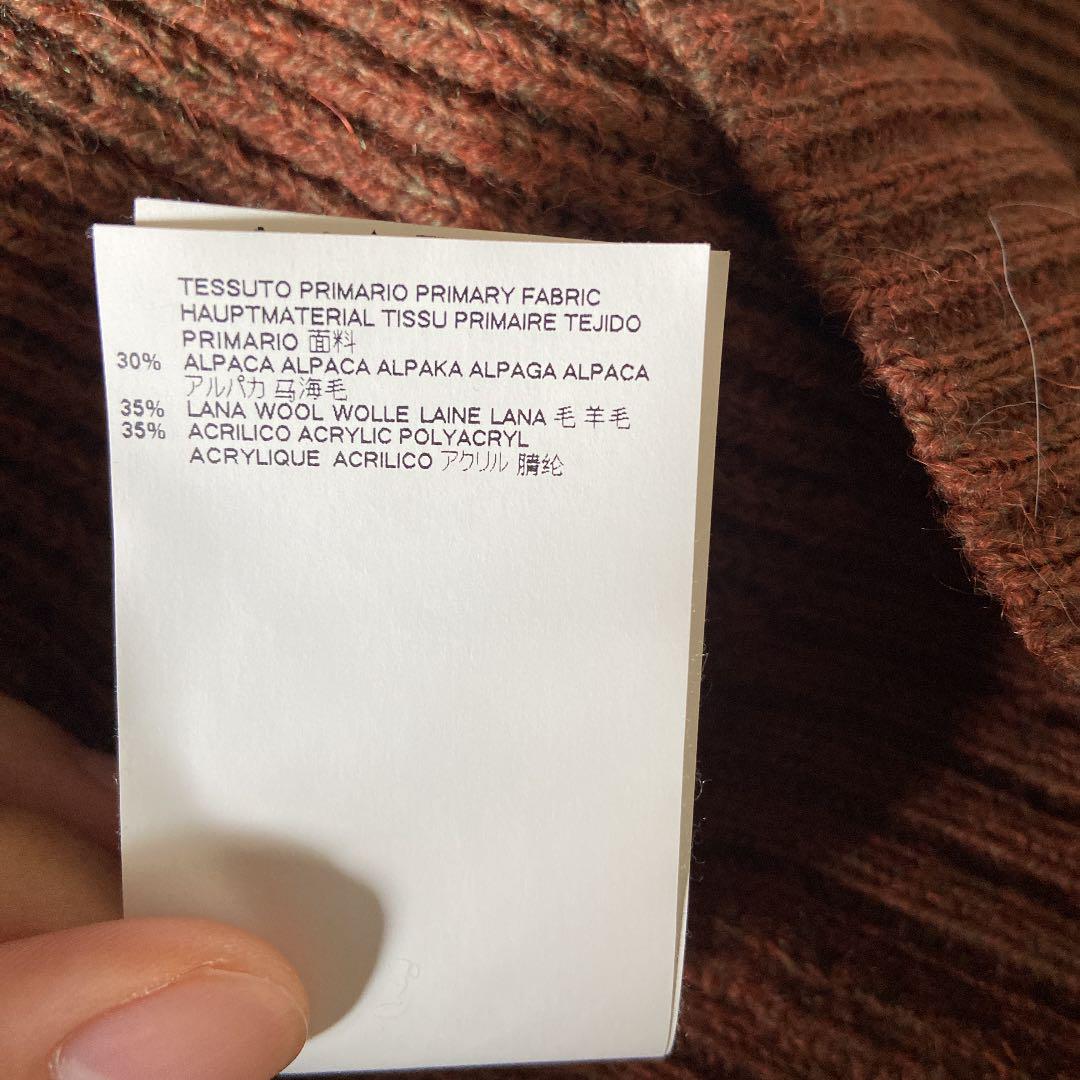 TESSUTO PRIMARIO PRIMARY FABRIC
HAUPTMATERIAL TISSU PRIMAIRE TEJIDO
PRIMARIO 面料
30% ALPACA ALPACA ALPAKA ALPAGA ALPACA
アルパカ 马海毛
35% LANA WOOL WOLLE LAINE LANA 毛 羊毛
35% ACRILICO ACRYLIC POLYACRYL
ACRYLIQUE ACRILICO アクリル 腈纶